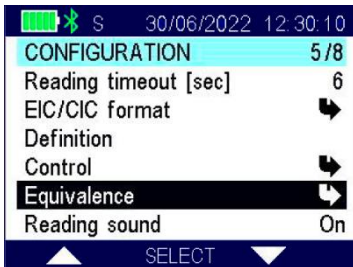 S 30/06/2022 12:30:10
CONFIGURATION 5/8
Reading timeout [sec] 6
EIC/CIC format
Definition
Control
Equivalence
Reading sound On
SELECT